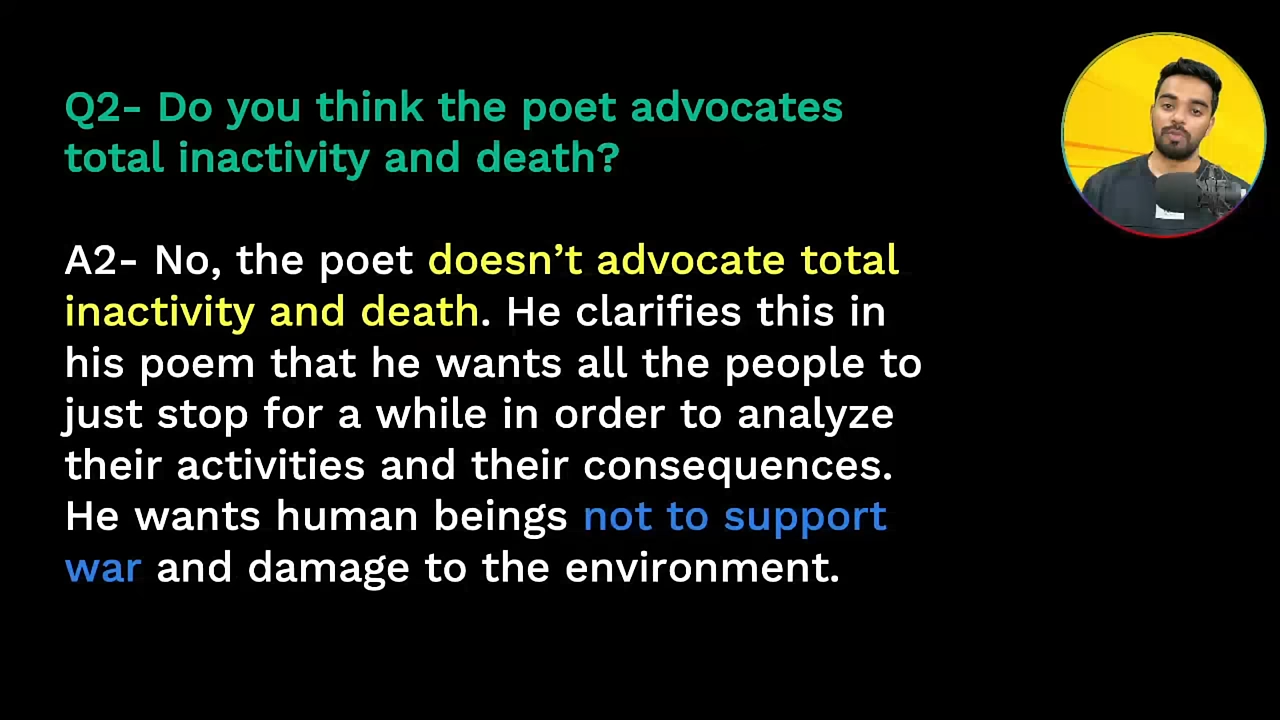 Q2- Do you think the poet advocates
total inactivity and death?
A2- No, the poet doesn’t advocate total
inactivity and death. He clarifies this in
his poem that he wants all the people to
just stop for a while in order to analyze
their activities and their consequences.
He wants human beings not to support
war and damage to the environment.